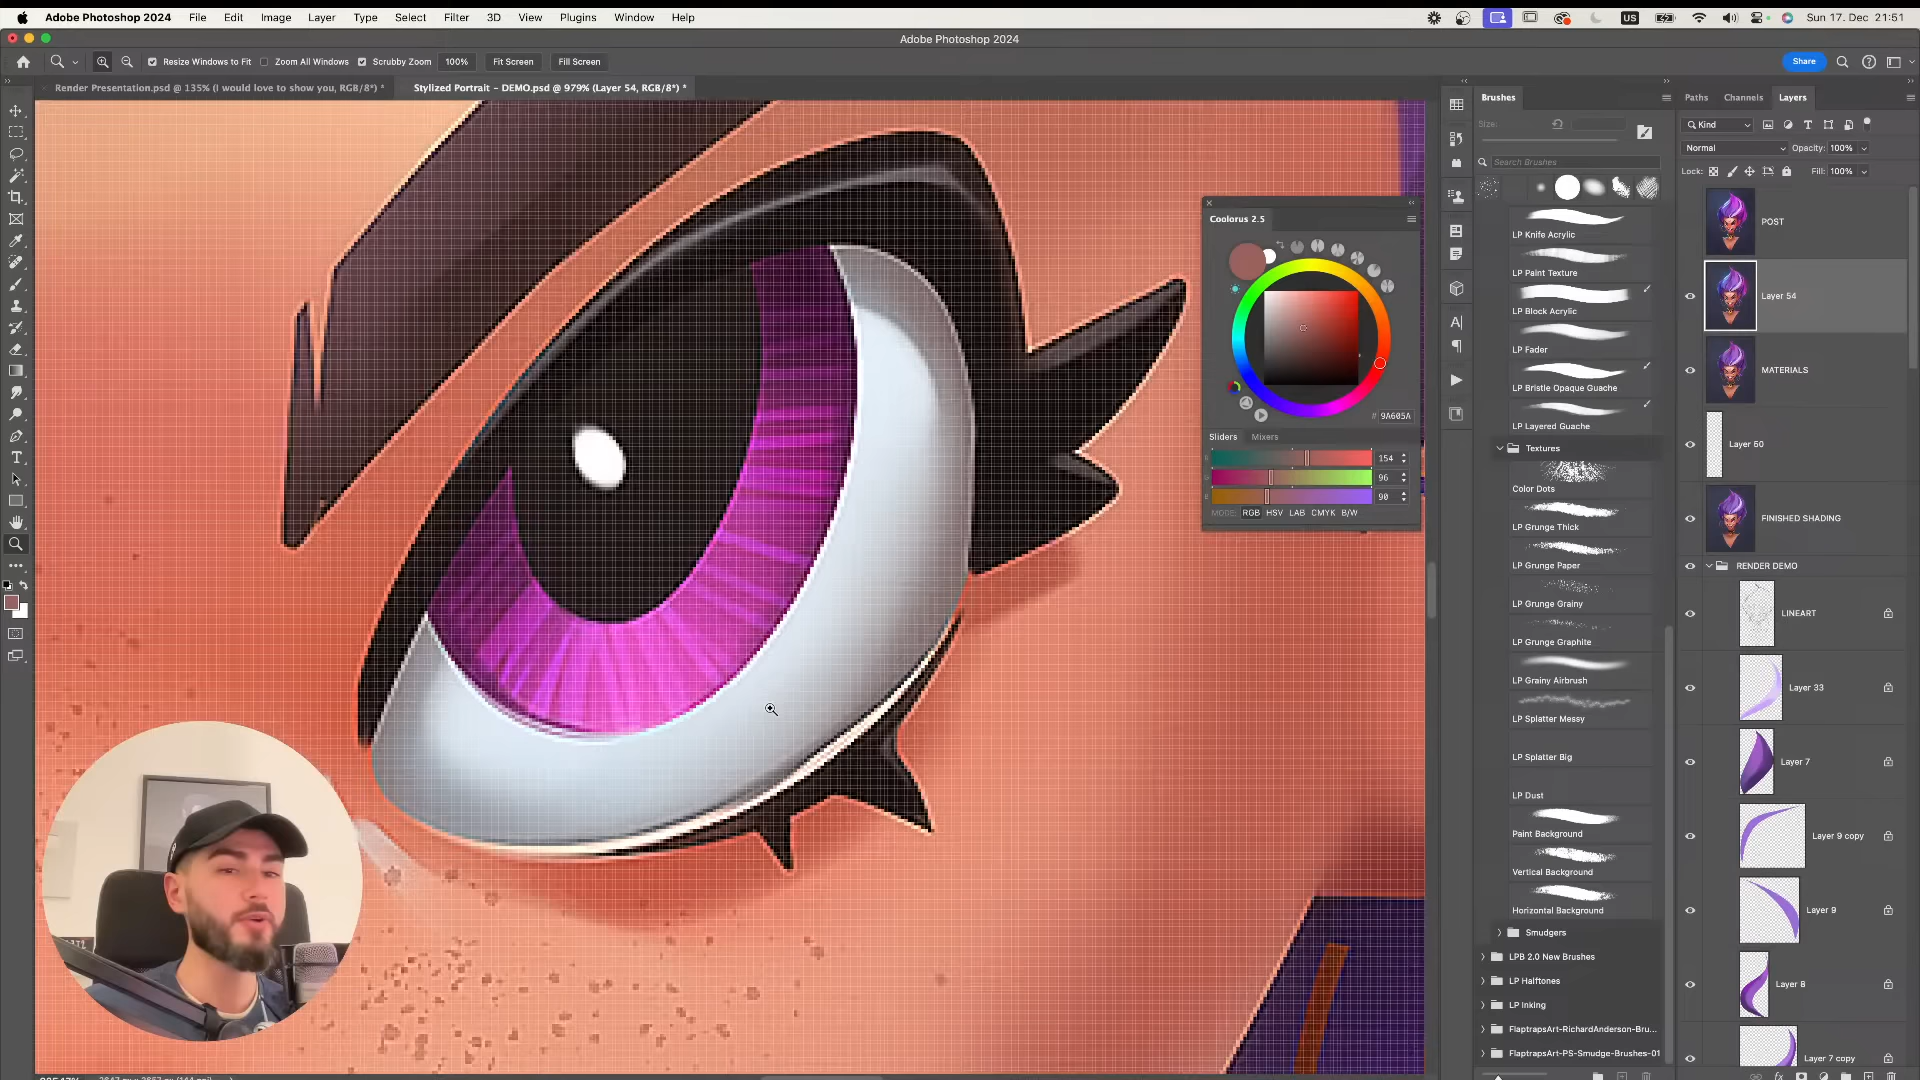 Adobe Photoshop 2024 File Edit Image Layer Type Select Filter 3D View Plugins Window Help US Sun 17. Dec 21:51
Adobe Photoshop 2024
Resize Windows to Fit Zoom All Windows Scrubby Zoom 100% Fit Screen Fill Screen Share
Render Presentation.psd @ 135% (I would love to show you, RGB/8*) *
Stylized Portrait – DEMO.psd @ 979% (Layer 54, RGB/8*) *
Coolorus 2.5
# 9A605A
Sliders Mixers
154
96
90
MODE: RGB HSV LAB CMYK B/W
Brushes
Size:
Search Brushes
LP Knife Acrylic
LP Paint Texture
LP Block Acrylic
LP Fader
LP Bristle Opaque Guache
LP Layered Guache
Textures
Color Dots
LP Grunge Thick
LP Grunge Paper
LP Grunge Grainy
LP Grunge Graphite
LP Grainy Airbrush
LP Splatter Messy
LP Splatter Big
LP Dust
Paint Background
Vertical Background
Horizontal Background
Smudgers
LPB 2.0 New Brushes
LP Halftones
LP Inking
FlaptrapsArt-RichardAnderson-Bru...
FlaptrapsArt-PS-Smudge-Brushes-01
Paths Channels Layers
Kind
Normal Opacity: 100%
Lock: Fill: 100%
POST
Layer 54
MATERIALS
Layer 50
FINISHED SHADING
RENDER DEMO
LINEART
Layer 33
Layer 7
Layer 9 copy
Layer 9
Layer 8
Layer 7 copy